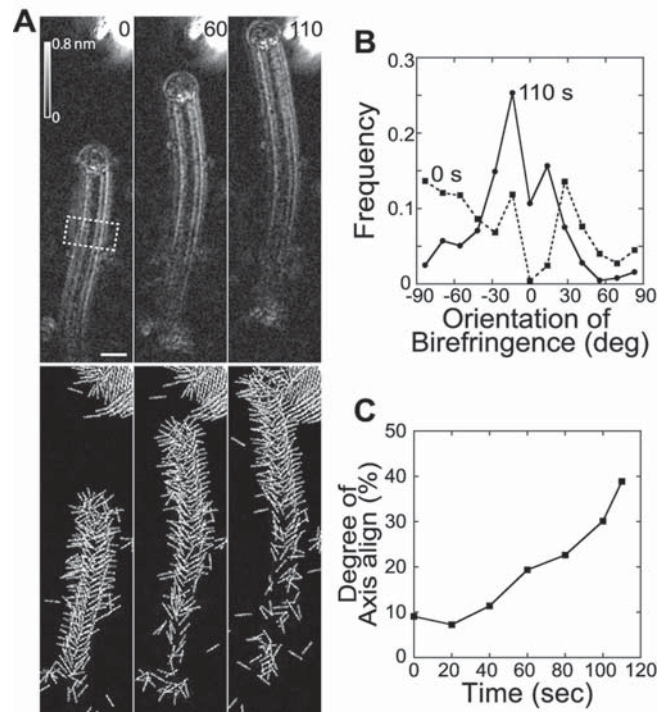 A
0
60
110
0.8 nm
0
B
0.3
0.2
0.1
0
110 s
0 s
Frequency
-90 -60 -30 0 30 60 90
Orientation of
Birefringence (deg)
C
50
40
30
20
10
0
Degree of
Axis align (%)
0 20 40 60 80 100 120
Time (sec)